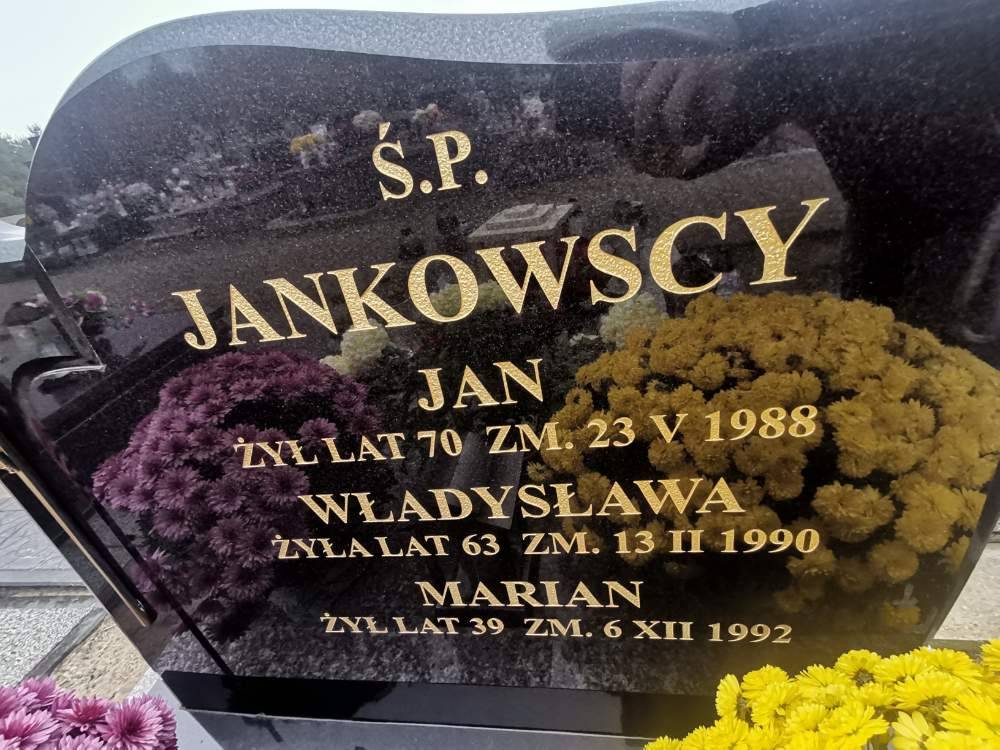 Ś.P.
JANKOWSCY
JAN
ŻYŁ LAT 70 ZM. 23 V 1988
WŁADYSŁAWA
ŻYŁA LAT 63 ZM. 13 II 1990
MARIAN
ŻYŁ LAT 39 ZM. 6 XII 1992